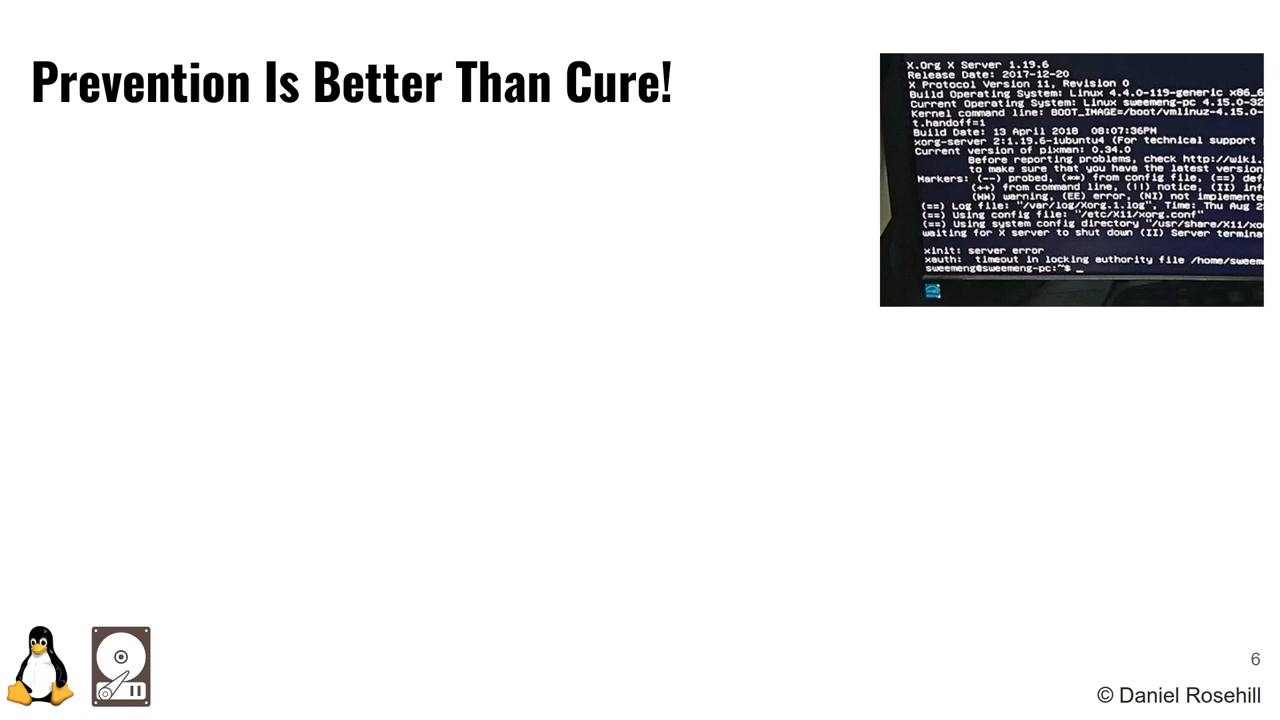 Prevention Is Better Than Cure!
X.Org X Server 1.19.6
Release Date: 2017-12-20
X Protocol Version 11, Revision 0
Build Operating System: Linux 4.4.0-119-generic x86_6
Current Operating System: Linux sweemeng-pc 4.15.0-32
Kernel command line: BOOT_IMAGE=/boot/vmlinuz-4.15.0-
t.handoff=1
Build Date: 13 April 2018  08:07:36PM
xorg-server 2:1.19.6-1ubuntu4 (For technical support
Current version of pixman: 0.34.0
Before reporting problems, check http://wiki.
to make sure that you have the latest version
Markers: (--) probed, (**) from config file, (==) def
(++) from command line, (!!) notice, (II) inf
(WW) warning, (EE) error, (NI) not implemente
(==) Log file: "/var/log/Xorg.1.log", Time: Thu Aug 2
(==) Using config file: "/etc/X11/xorg.conf"
(==) Using system config directory "/usr/share/X11/xo
waiting for X server to shut down (II) Server termina
xinit: server error
xauth:  timeout in locking authority file /home/sweem
sweemeng@sweemeng-pc:~$ _
6
© Daniel Rosehill